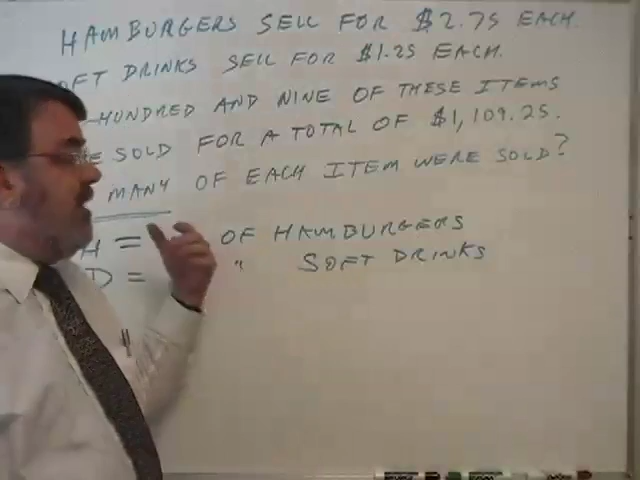 HAMBURGERS SELL FOR $2.75 EACH.
OFT DRINKS SELL FOR $1.25 EACH.
-HUNDRED AND NINE OF THESE ITEMS
E SOLD FOR A TOTAL OF $1,109.25.
MANY OF EACH ITEM WERE SOLD?
H = OF HAMBURGERS
D = " SOFT DRINKS